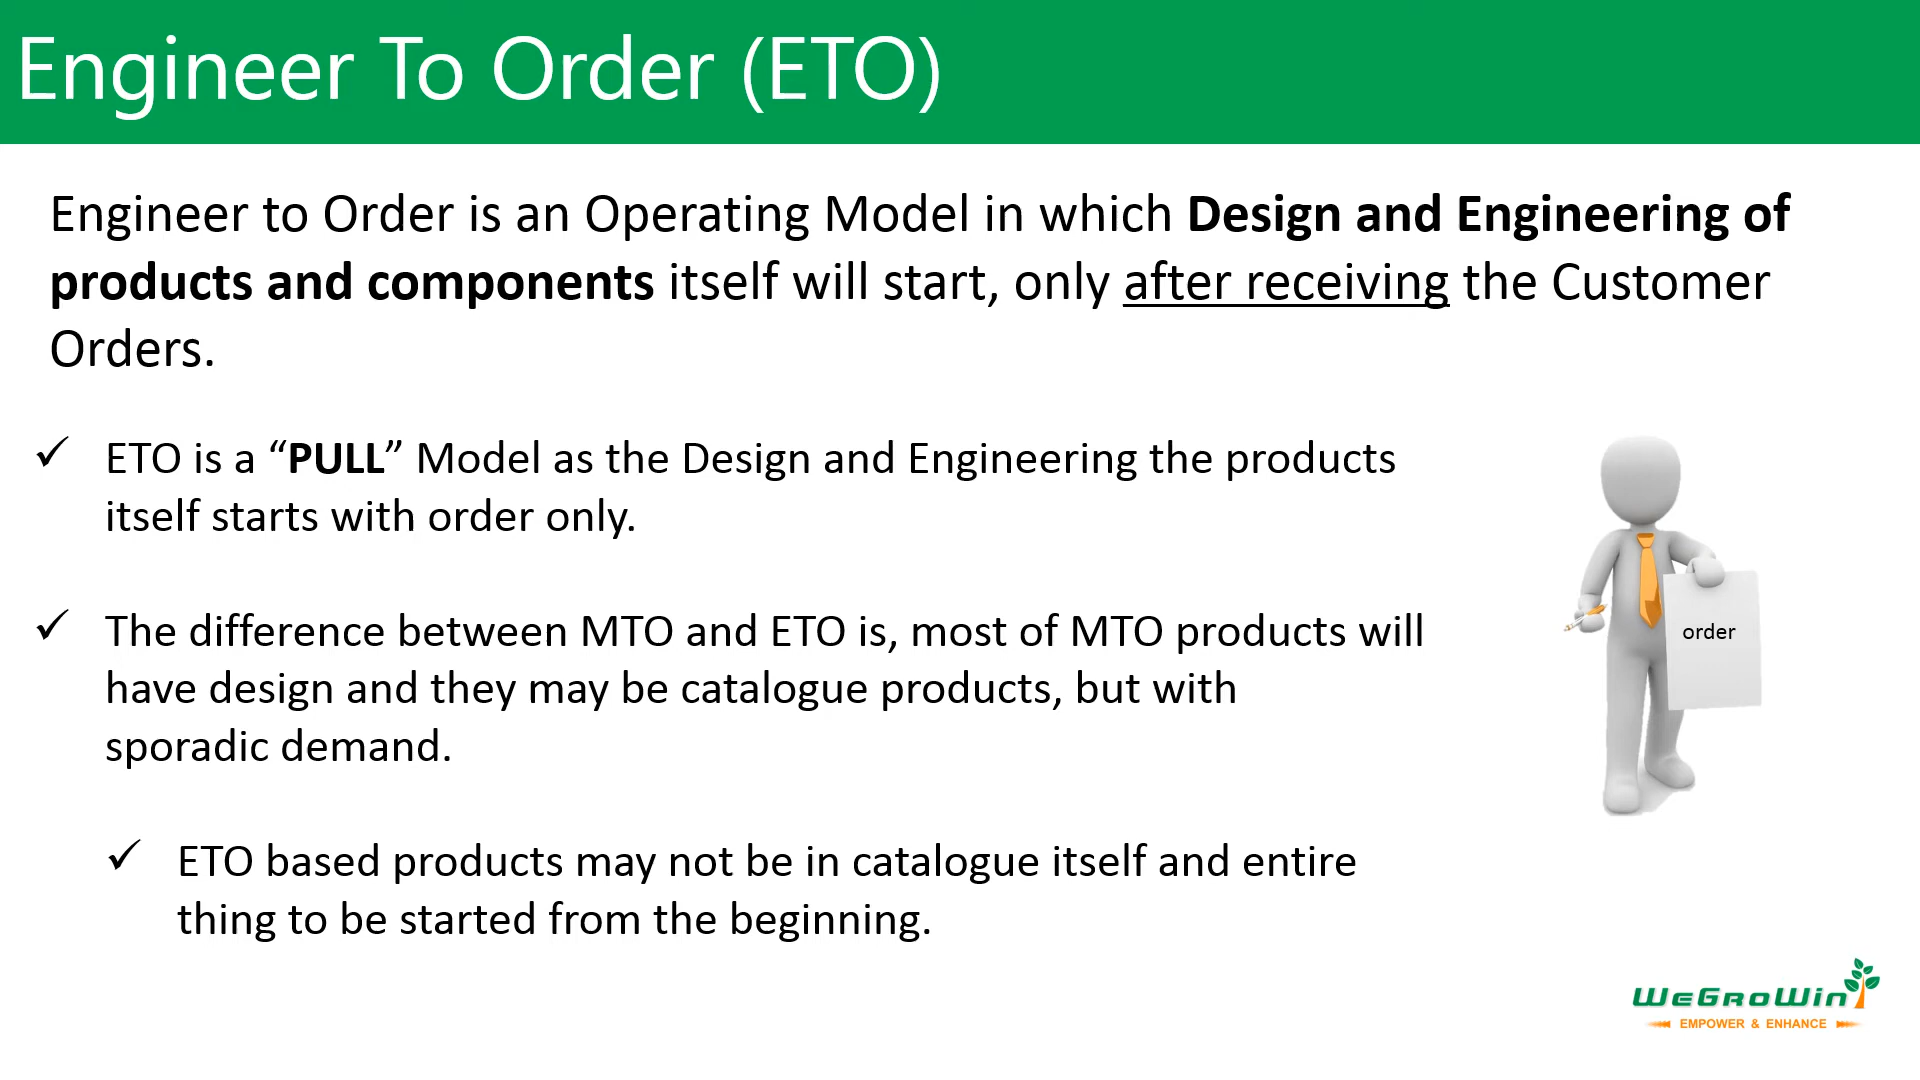 Engineer To Order (ETO)
Engineer to Order is an Operating Model in which Design and Engineering of
products and components itself will start, only after receiving the Customer
Orders.
✓ ETO is a “PULL” Model as the Design and Engineering the products
itself starts with order only.
✓ The difference between MTO and ETO is, most of MTO products will
have design and they may be catalogue products, but with
sporadic demand.
✓ ETO based products may not be in catalogue itself and entire
thing to be started from the beginning.
order
WeGroWin
EMPOWER & ENHANCE